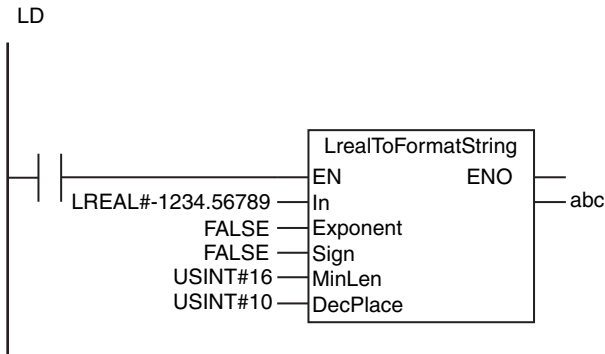 LD
LrealToFormatString
EN ENO
LREAL#-1234.56789 In abc
FALSE Exponent
FALSE Sign
USINT#16 MinLen
USINT#10 DecPlace